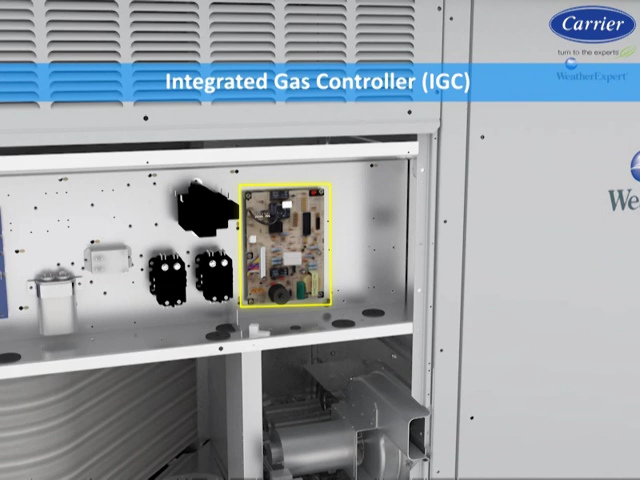 Carrier
turn to the experts
WeatherExpert
Integrated Gas Controller (IGC)
We